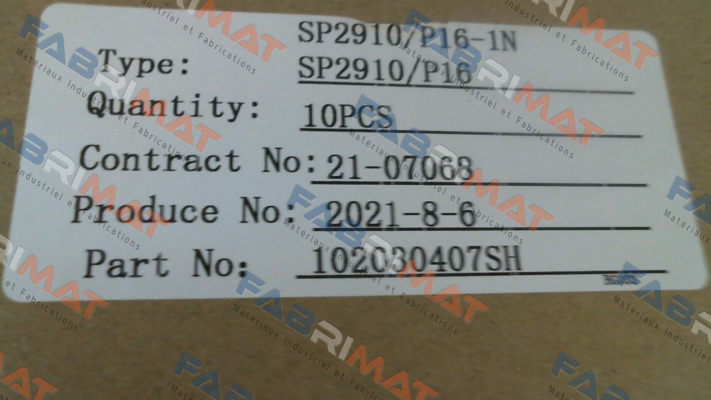 SP2910/P16-1N
Type: SP2910/P16
Quantity: 10PCS
Contract No: 21-07068
Produce No: 2021-8-6
Part No: 102030407SH
FABRIMAT
Matériaux Industriel et Fabrications